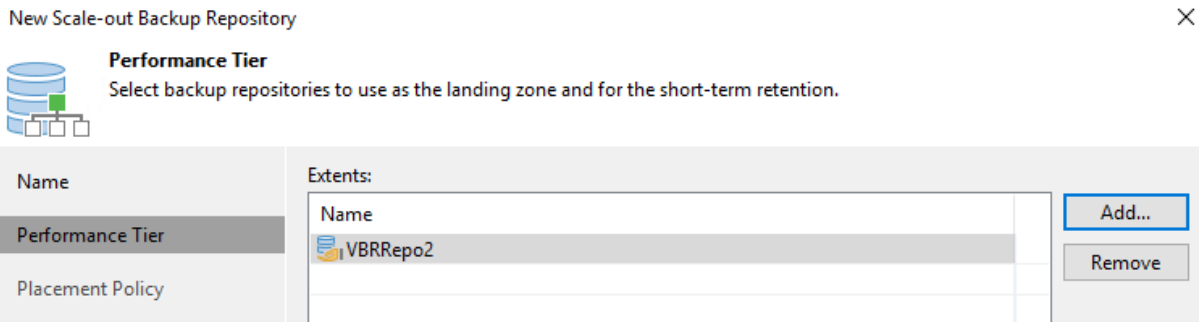 New Scale-out Backup Repository
Performance Tier
Select backup repositories to use as the landing zone and for the short-term retention.
Name
Performance Tier
Placement Policy
Extents:
Name
VBRRepo2
Add...
Remove